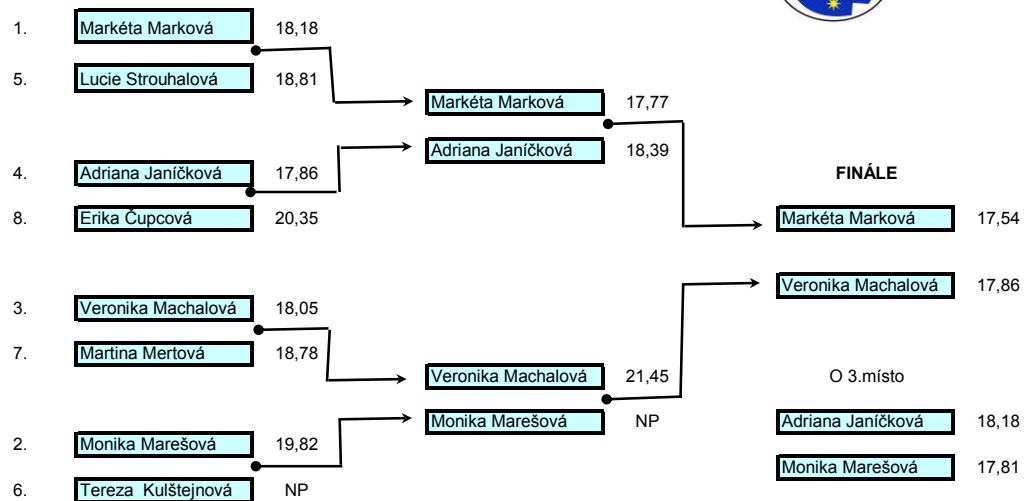 1. Markéta Marková 18,18
5. Lucie Strouhalová 18,81
Markéta Marková 17,77
Adriana Janíčková 18,39
4. Adriana Janíčková 17,86
FINÁLE
8. Erika Čupcová 20,35
Markéta Marková 17,54
Veronika Machalová 17,86
3. Veronika Machalová 18,05
7. Martina Mertová 18,78
Veronika Machalová 21,45
O 3.místo
Monika Marešová NP
Adriana Janíčková 18,18
2. Monika Marešová 19,82
Monika Marešová 17,81
6. Tereza Kulštejnová NP